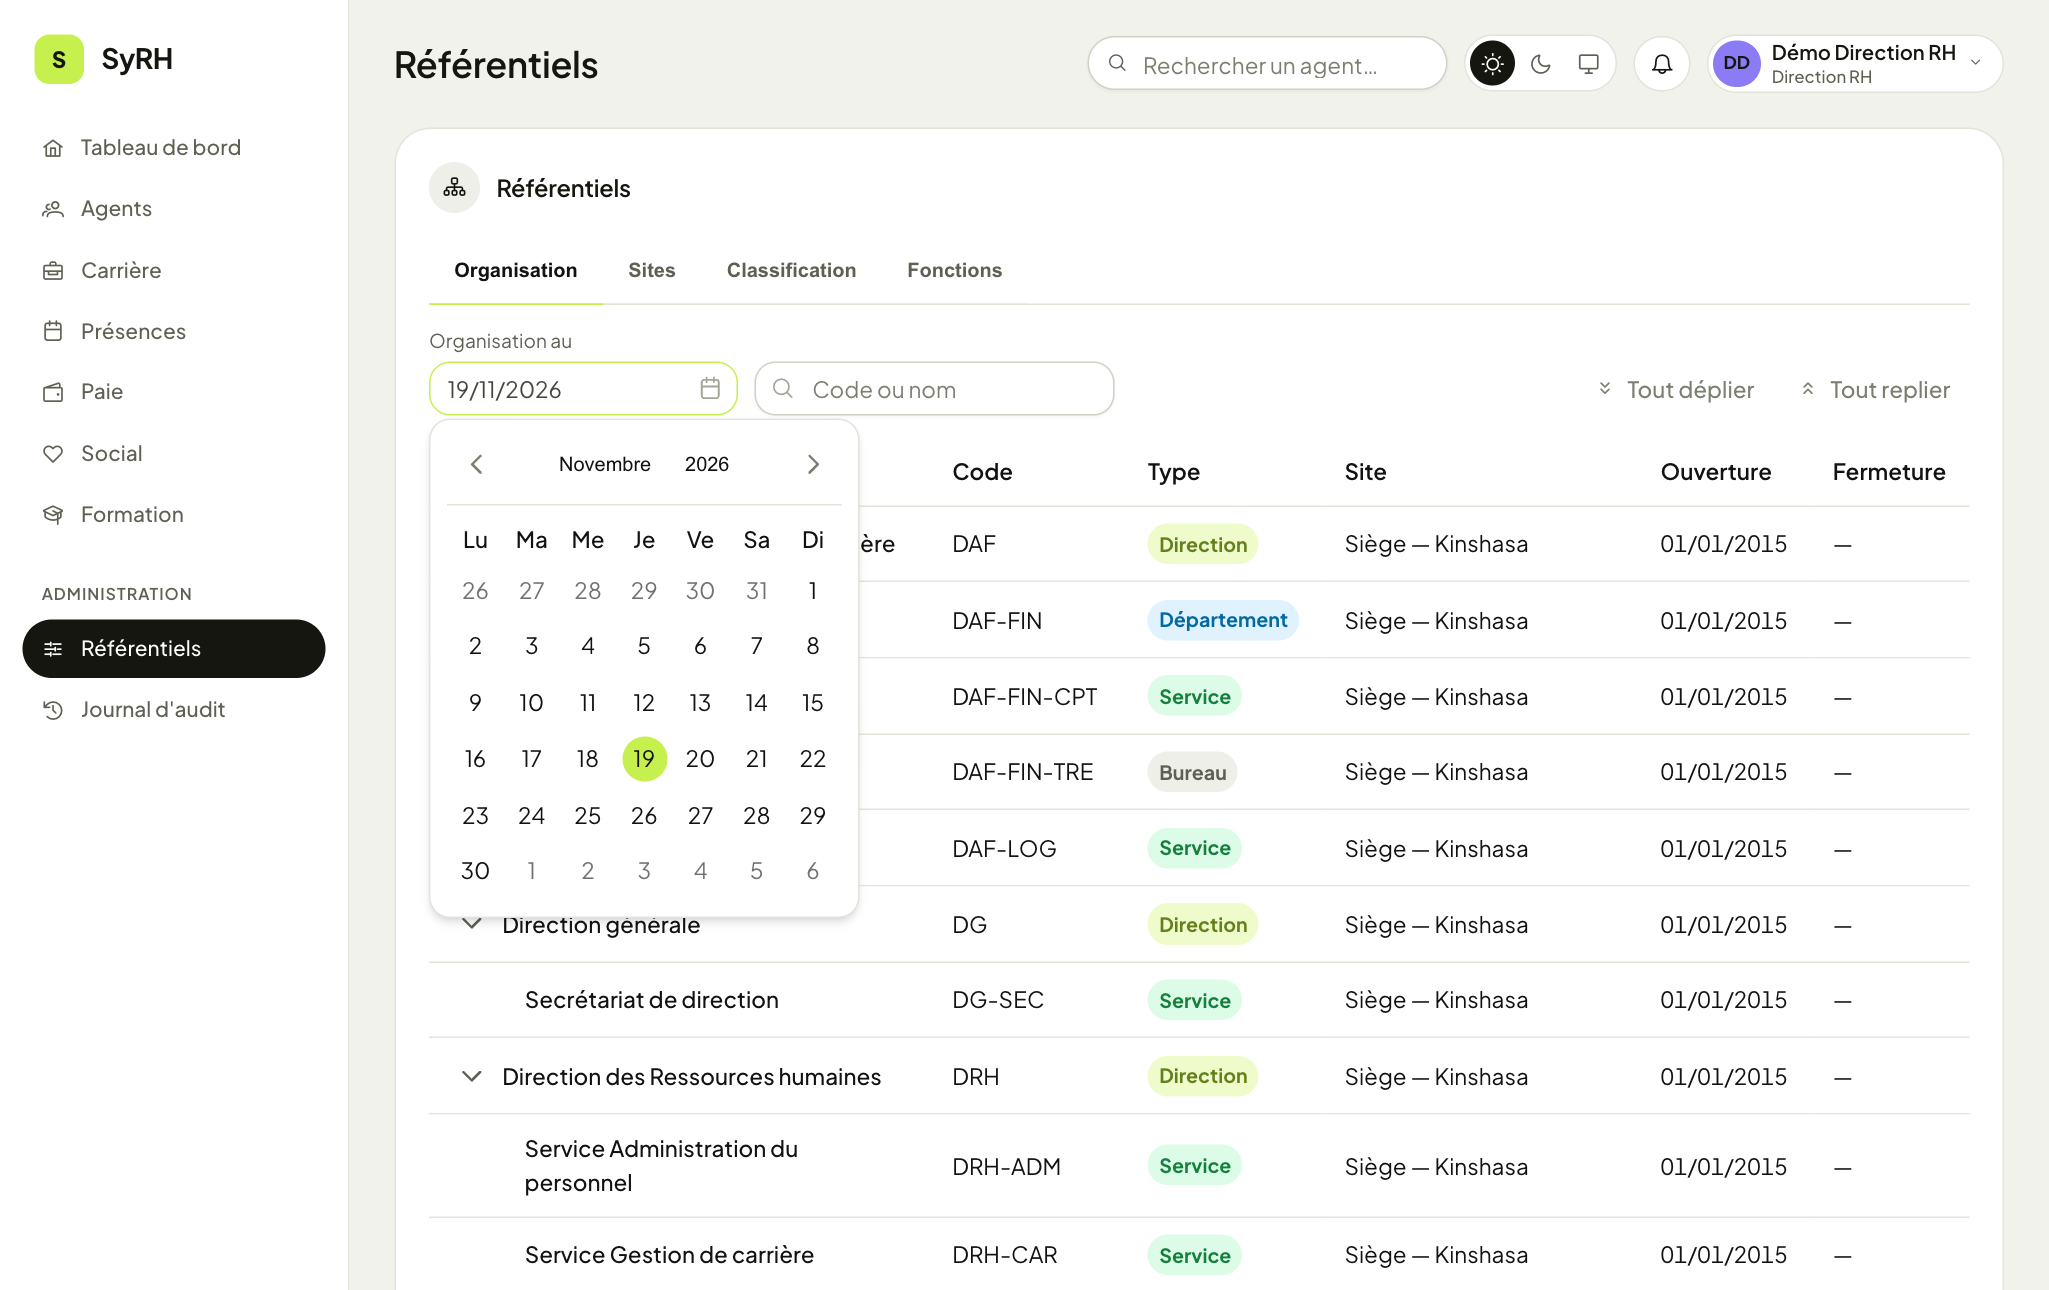 S SyRH
Tableau de bord
Agents
Carrière
Présences
Paie
Social
Formation
ADMINISTRATION
Référentiels
Journal d'audit
Référentiels
Rechercher un agent...
DD
Démo Direction RH
Direction RH
Référentiels
Organisation Sites Classification Fonctions
Organisation au
19/11/2026
Code ou nom
Tout déplier
Tout replier
Novembre 2026
Lu Ma Me Je Ve Sa Di
26 27 28 29 30 31 1
2 3 4 5 6 7 8
9 10 11 12 13 14 15
16 17 18 19 20 21 22
23 24 25 26 27 28 29
30 1 2 3 4 5 6
Code Type Site Ouverture Fermeture
ère DAF Direction Siège — Kinshasa 01/01/2015 —
DAF-FIN Département Siège — Kinshasa 01/01/2015 —
DAF-FIN-CPT Service Siège — Kinshasa 01/01/2015 —
DAF-FIN-TRE Bureau Siège — Kinshasa 01/01/2015 —
DAF-LOG Service Siège — Kinshasa 01/01/2015 —
Direction générale DG Direction Siège — Kinshasa 01/01/2015 —
Secrétariat de direction DG-SEC Service Siège — Kinshasa 01/01/2015 —
Direction des Ressources humaines DRH Direction Siège — Kinshasa 01/01/2015 —
Service Administration du
personnel DRH-ADM Service Siège — Kinshasa 01/01/2015 —
Service Gestion de carrière DRH-CAR Service Siège — Kinshasa 01/01/2015 —